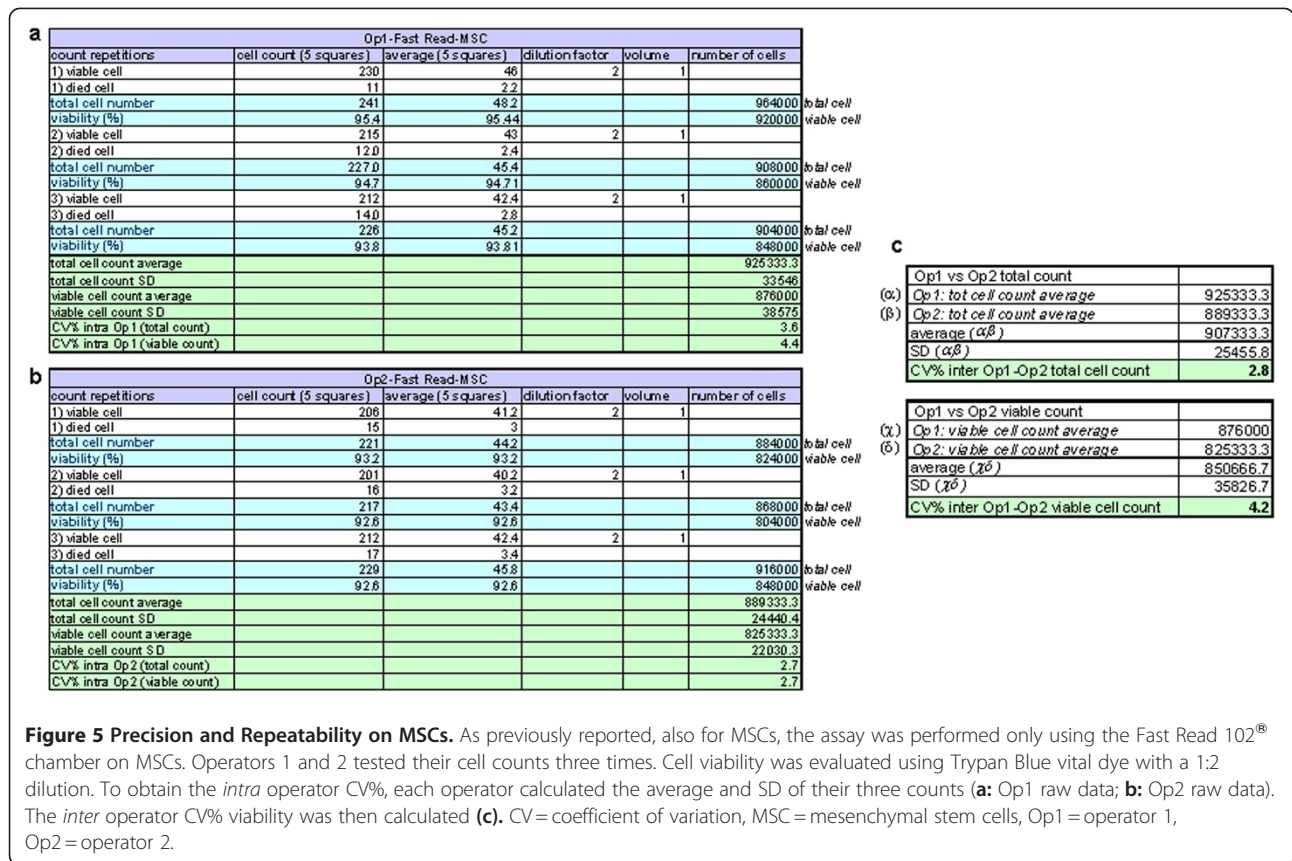 a
Op1-Fast Read-MSC
count repetitions cell count (5 squares) average (5 squares) dilution factor volume number of cells
1) viable cell 230 46 2 1
1) died cell 11 2.2
total cell number 241 48.2 964000 total cell
viability (%) 95.4 95.44 920000 viable cell
2) viable cell 215 43 2 1
2) died cell 12.0 2.4
total cell number 227.0 45.4 908000 total cell
viability (%) 94.7 94.71 860000 viable cell
3) viable cell 212 42.4 2 1
3) died cell 14.0 2.8
total cell number 226 45.2 904000 total cell
viability (%) 93.8 93.81 848000 viable cell
total cell count average 925333.3
total cell count SD 33546
viable cell count average 876000
viable cell count SD 38575
CV% intra Op1 (total count) 3.6
CV% intra Op1 (viable count) 4.4
b
Op2-Fast Read-MSC
count repetitions cell count (5 squares) average (5 squares) dilution factor volume number of cells
1) viable cell 206 41.2 2 1
1) died cell 15 3
total cell number 221 44.2 884000 total cell
viability (%) 93.2 93.2 824000 viable cell
2) viable cell 201 40.2 2 1
2) died cell 16 3.2
total cell number 217 43.4 868000 total cell
viability (%) 92.6 92.6 804000 viable cell
3) viable cell 212 42.4 2 1
3) died cell 17 3.4
total cell number 229 45.8 916000 total cell
viability (%) 92.6 92.6 848000 viable cell
total cell count average 889333.3
total cell count SD 24440.4
viable cell count average 825333.3
viable cell count SD 22030.3
CV% intra Op2 (total count) 2.7
CV% intra Op2 (viable count) 2.7
c
Op1 vs Op2 total count
(α) Op1: tot cell count average 925333.3
(β) Op2: tot cell count average 889333.3
average (αβ) 907333.3
SD (αβ) 25455.8
CV% inter Op1-Op2 total cell count 2.8
Op1 vs Op2 viable count
(χ) Op1: viable cell count average 876000
(δ) Op2: viable cell count average 825333.3
average (χδ) 850666.7
SD (χδ) 35826.7
CV% inter Op1-Op2 viable cell count 4.2
Figure 5 Precision and Repeatability on MSCs. As previously reported, also for MSCs, the assay was performed only using the Fast Read 102®
chamber on MSCs. Operators 1 and 2 tested their cell counts three times. Cell viability was evaluated using Trypan Blue vital dye with a 1:2
dilution. To obtain the intra operator CV%, each operator calculated the average and SD of their three counts (a: Op1 raw data; b: Op2 raw data).
The inter operator CV% viability was then calculated (c). CV = coefficient of variation, MSC = mesenchymal stem cells, Op1 = operator 1,
Op2 = operator 2.